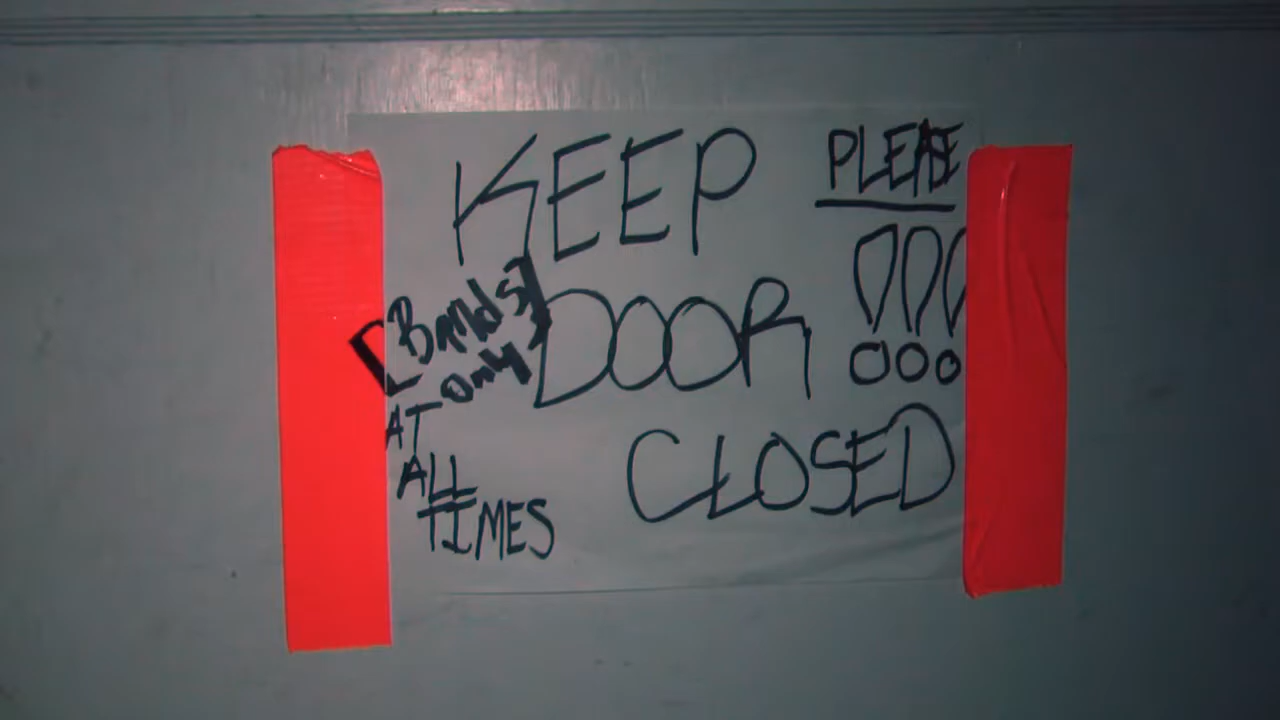 KEEP
PLEASE
!!!
[Bands
only]
DOOR
AT
ALL
TIMES
CLOSED